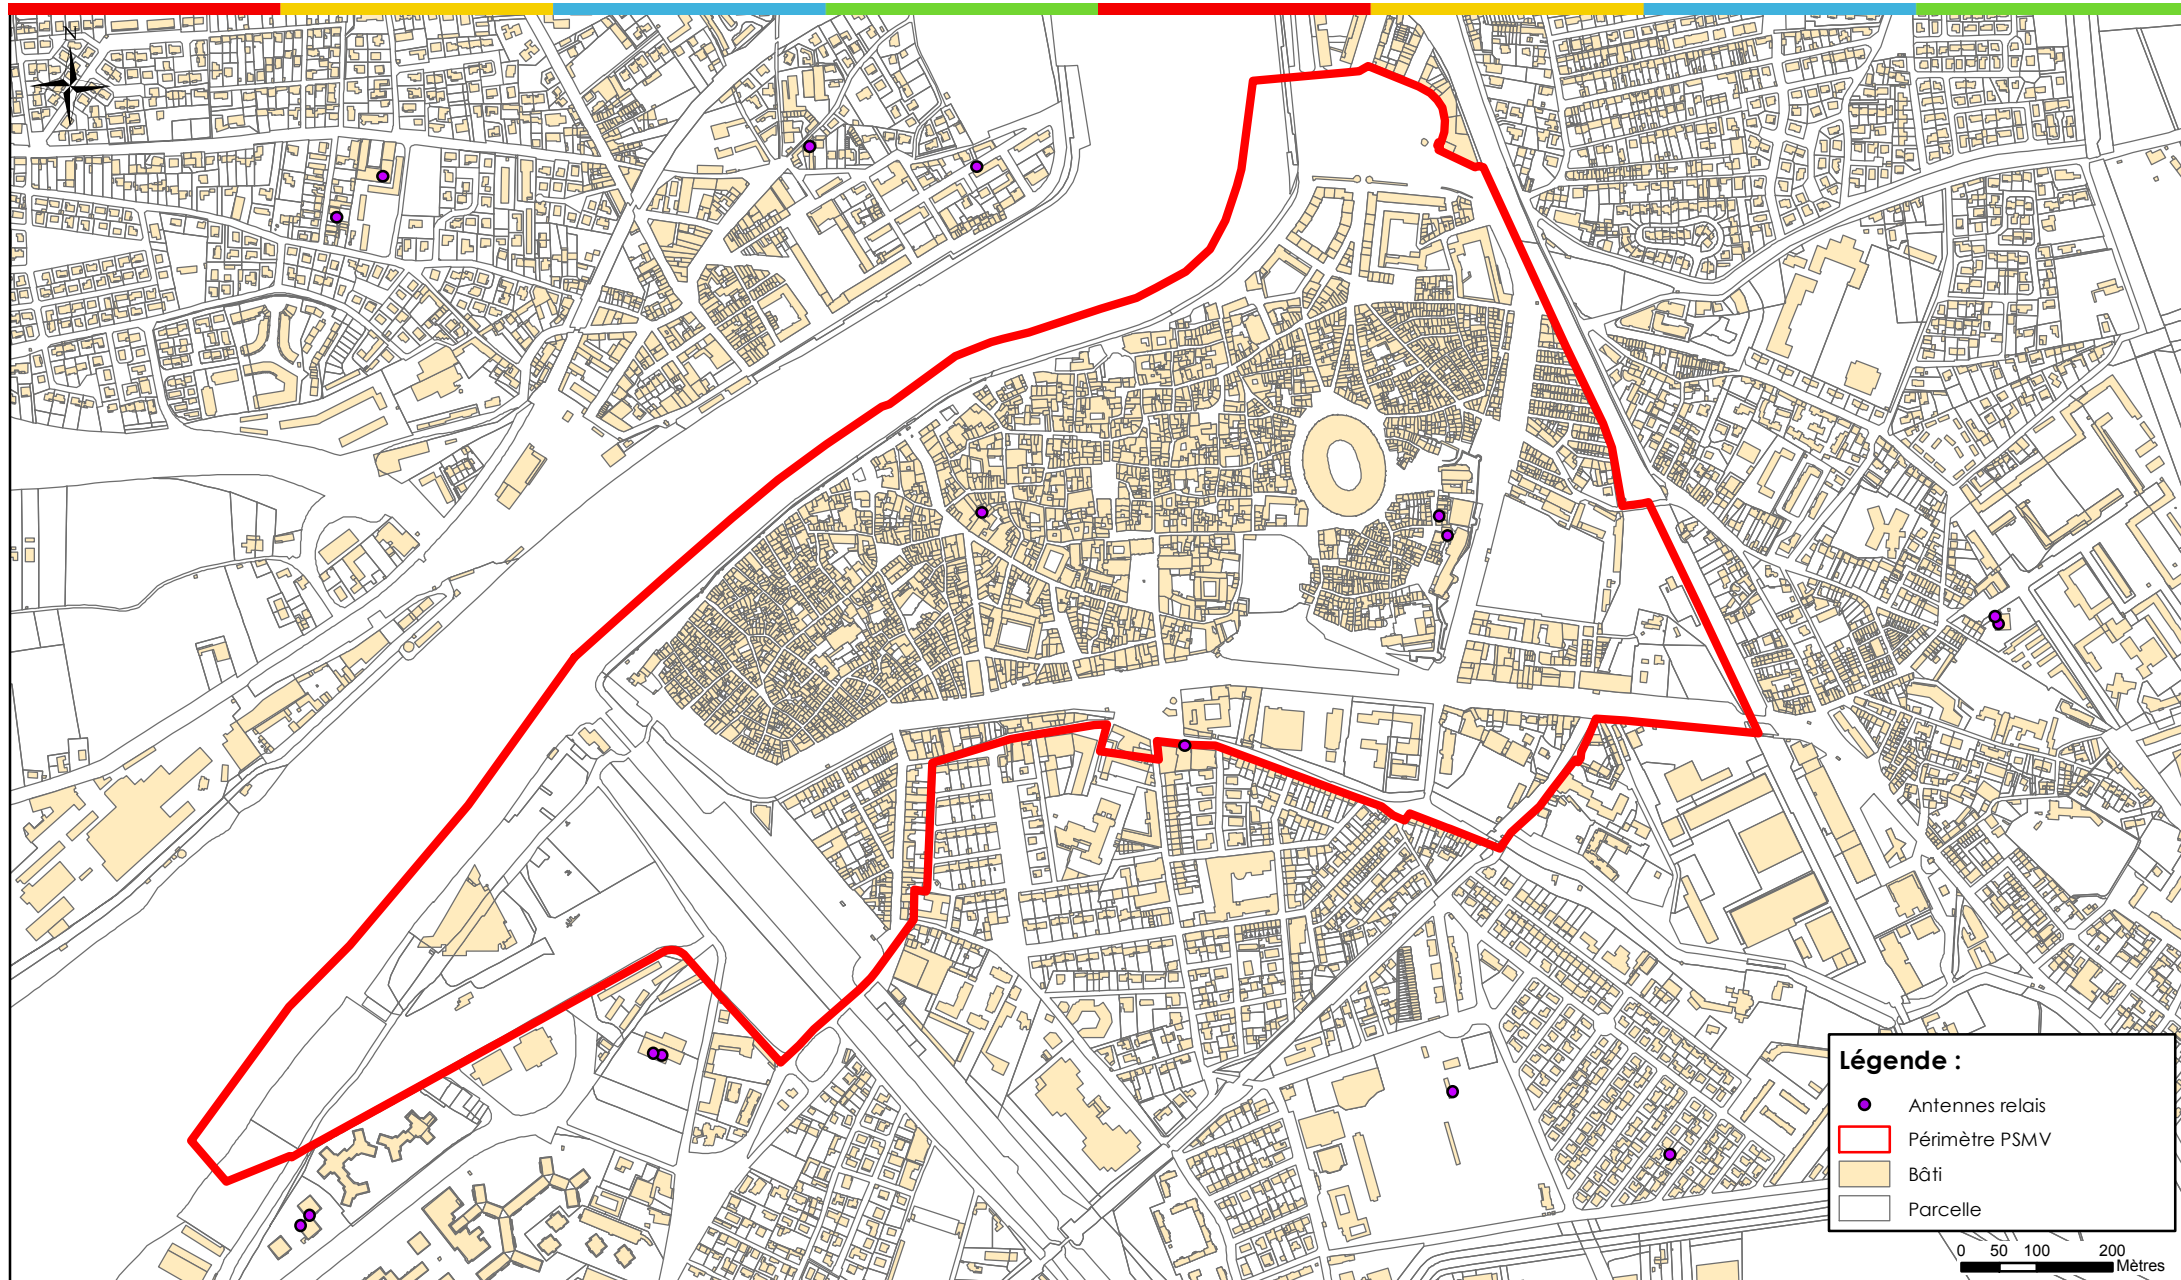 N
Légende :
Antennes relais
Périmètre PSMV
Bâti
Parcelle
0 50 100 200
Mètres